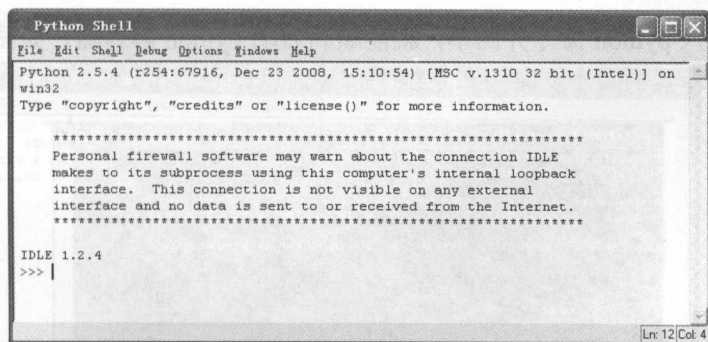 Python Shell
File Edit Shell Debug Options Windows Help
Python 2.5.4 (r254:67916, Dec 23 2008, 15:10:54) [MSC v.1310 32 bit (Intel)] on
win32
Type "copyright", "credits" or "license()" for more information.
****************************************************************
Personal firewall software may warn about the connection IDLE
makes to its subprocess using this computer's internal loopback
interface. This connection is not visible on any external
interface and no data is sent to or received from the Internet.
****************************************************************
IDLE 1.2.4
>>>
Ln: 12 Col: 4